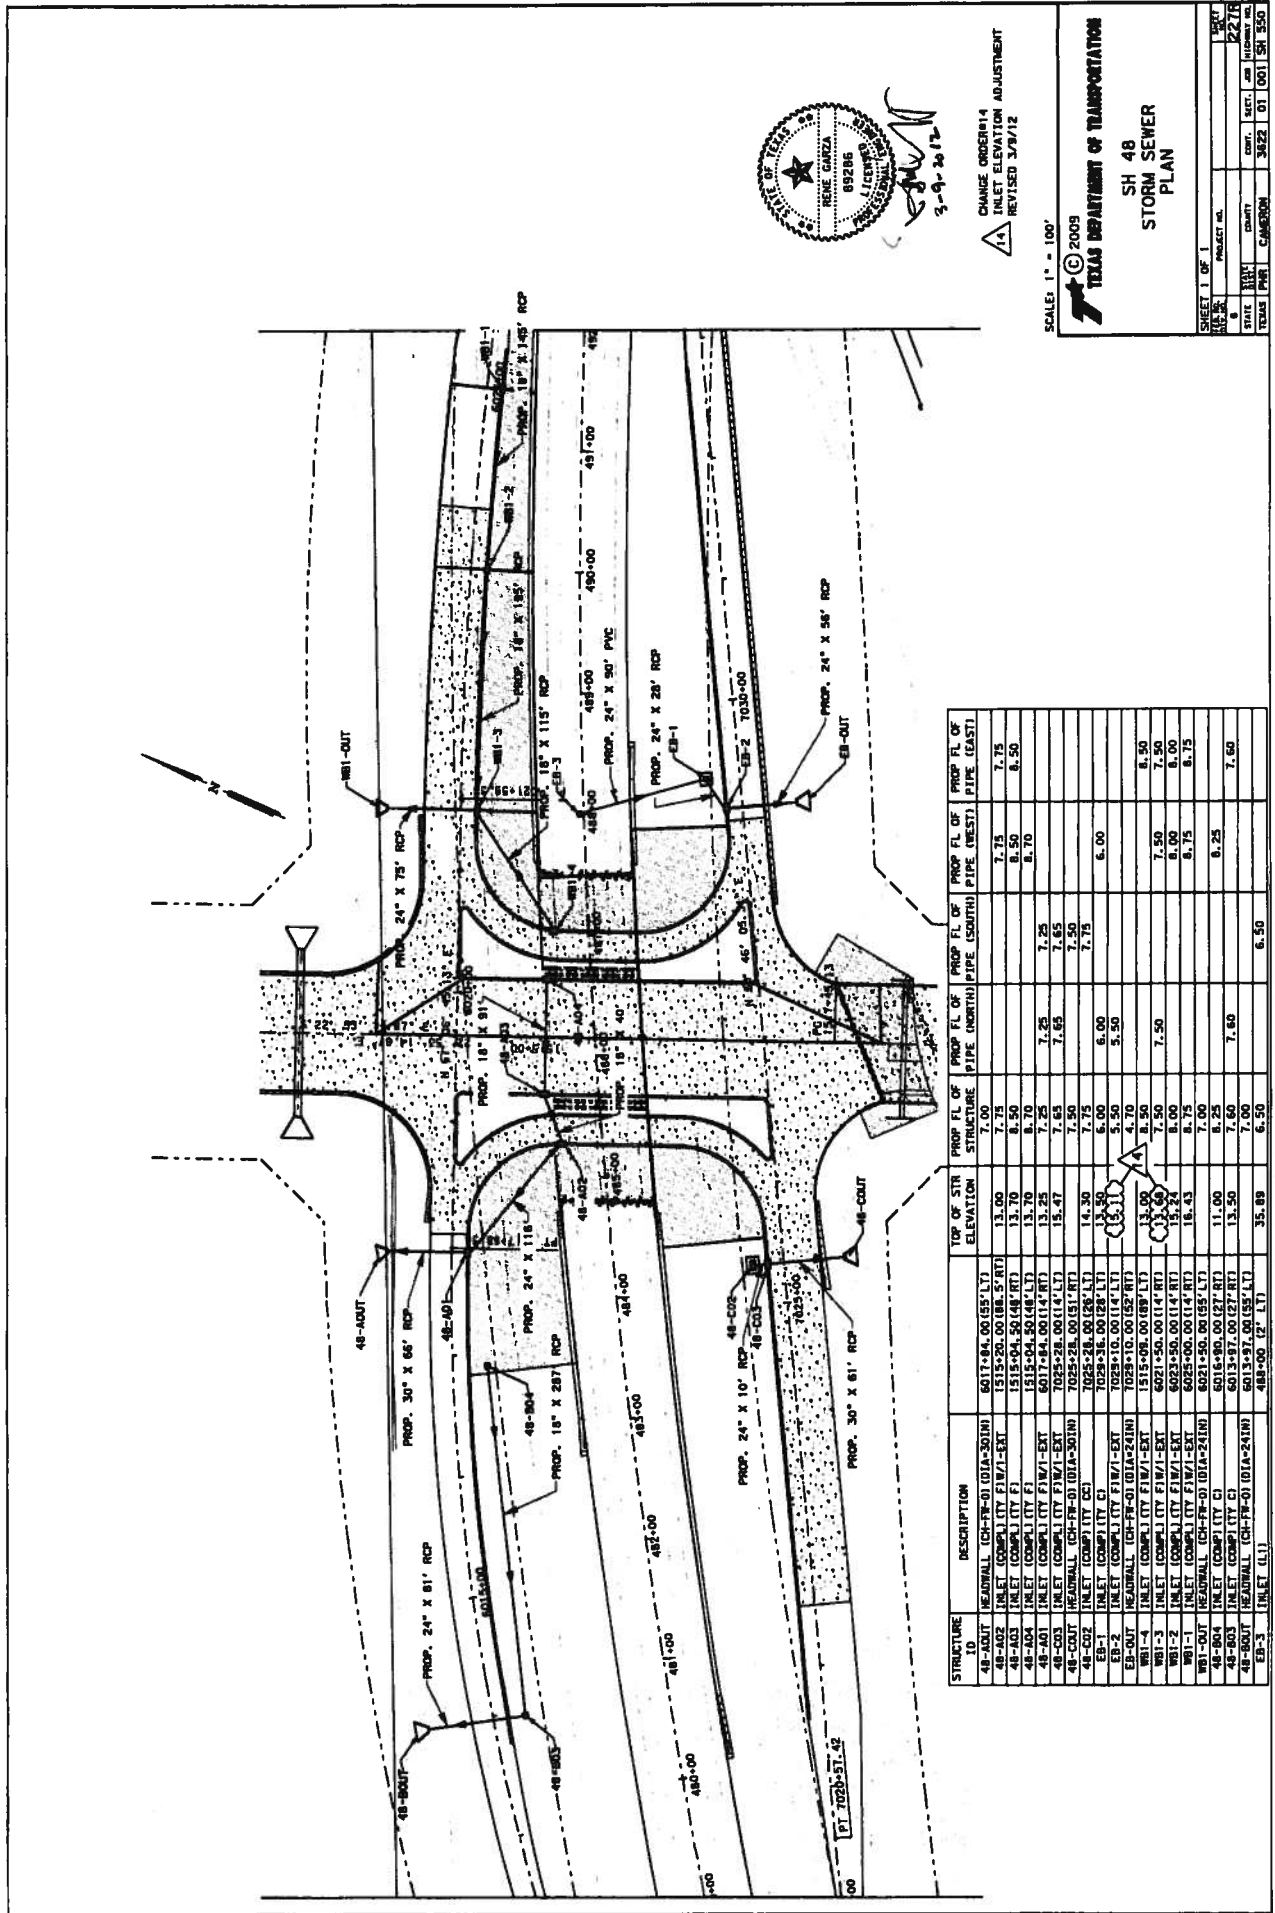 WB1-OUT
PROP. 24" X 75' RCP
WB1-3
PROP. 18" X 115' RCP
PROP. 18" X 185' RCP
WB1-2
PROP. 18" X 145' RCP
WB1-1
EB-3
PROP. 24" X 90' PVC
PROP. 24" X 28' RCP
EB-1
EB-2
7030+00
PROP. 24" X 56' RCP
EB-OUT
489+00
490+00
491+00
48-AOUT
PROP. 30" X 66' RCP
48-A01
PROP. 24" X 118'
48-A02
PROP. 18" X 91'
48-A03
48-A04
PROP. 18" X 40'
485+00
484+00
483+00
482+00
481+00
480+00
48-B04
PROP. 18" X 287' RCP
PROP. 24" X 81' RCP
48-BOUT
48-B03
6015+00
48-C02
48-C03
PROP. 24" X 10' RCP
7025+00
48-COUT
PROP. 30" X 61' RCP
PT 7020+57.42
STATE OF TEXAS
RENE GARZA
89286
LICENSED
PROFESSIONAL ENGINEER
3-9-2012
14
CHANGE ORDER#14
INLET ELEVATION ADJUSTMENT
REVISED 3/9/12
SCALE: 1" = 100'
© 2009
TEXAS DEPARTMENT OF TRANSPORTATION
SH 48
STORM SEWER
PLAN
SHEET 1 OF 1
PROJECT NO. SHEET NO.
6 227R
STATE COUNTY CONT. SECT. JOB HIGHWAY NO.
TEXAS PHR CAMERON 3622 01 001 SH 550
STRUCTURE ID DESCRIPTION TOP OF STR ELEVATION PROP FL OF STRUCTURE PROP FL OF PIPE (NORTH) PROP FL OF PIPE (SOUTH) PROP FL OF PIPE (WEST) PROP FL OF PIPE (EAST)
48-AOUT HEADWALL (CH-FW-0) (DIA=30IN) 6017+84.00(55' LT) 7.00
48-A02 INLET (COMPL) (TY F)W/1-EXT 1515+20.00 13.00 7.75 7.75 7.75
48-A03 INLET (COMPL) (TY F) 1515+04.50(48' RT) 13.70 8.50 8.50 8.50
48-A04 INLET (COMPL) (TY F) 1515+04.50(48' LT) 13.70 8.70 8.70
48-A01 INLET (COMPL) (TY F)W/1-EXT 6017+84.00(14' RT) 13.25 7.25 7.25 7.25
48-C03 INLET (COMPL) (TY F)W/1-EXT 7025+28.00(14' LT) 15.47 7.65 7.65 7.65
48-COUT HEADWALL (CH-FW-0) (DIA=30IN) 7025+28.00(51' RT) 7.50 7.50
48-C02 INLET (COMP) (TY CC) 7025+28.00(26' LT) 14.30 7.75 7.75
EB-1 INLET (COMP) (TY C) 7029+36.00(28' LT) 6.00 6.00 6.00
EB-2 INLET (COMPL) (TY F)W/1-EXT 7029+10.00(14' LT) 15.11 5.50 5.50
EB-OUT HEADWALL (CH-FW-0) (DIA=24IN) 7029+10.00(52' RT) 4.70
WB1-4 INLET (COMPL) (TY F)W/1-EXT 1515+09.00(89' LT) 13.00 8.50 8.50
WB1-3 INLET (COMPL) (TY F)W/1-EXT 6021+50.00(14' RT) 13.68 7.50 7.50 7.50 7.50
WB1-2 INLET (COMPL) (TY F)W/1-EXT 6023+50.00(14' RT) 15.24 8.00 8.00 8.00
WB1-1 INLET (COMPL) (TY F)W/1-EXT 6025+00.00(14' RT) 16.43 8.75 8.75 8.75
WB1-OUT HEADWALL (CH-FW-0) (DIA=24IN) 6021+50.00(55' LT) 7.00
48-B04 INLET (COMP) (TY C) 6016+80.00(27' RT) 11.00 8.25 8.25
48-B03 INLET (COMP) (TY C) 6013+97.00(27' RT) 13.50 7.60 7.60 7.60
48-BOUT HEADWALL (CH-FW-0) (DIA=24IN) 6013+97.00(55' LT) 7.00
EB-3 INLET (L1) 488+00 (2' LT) 35.89 6.50 6.50